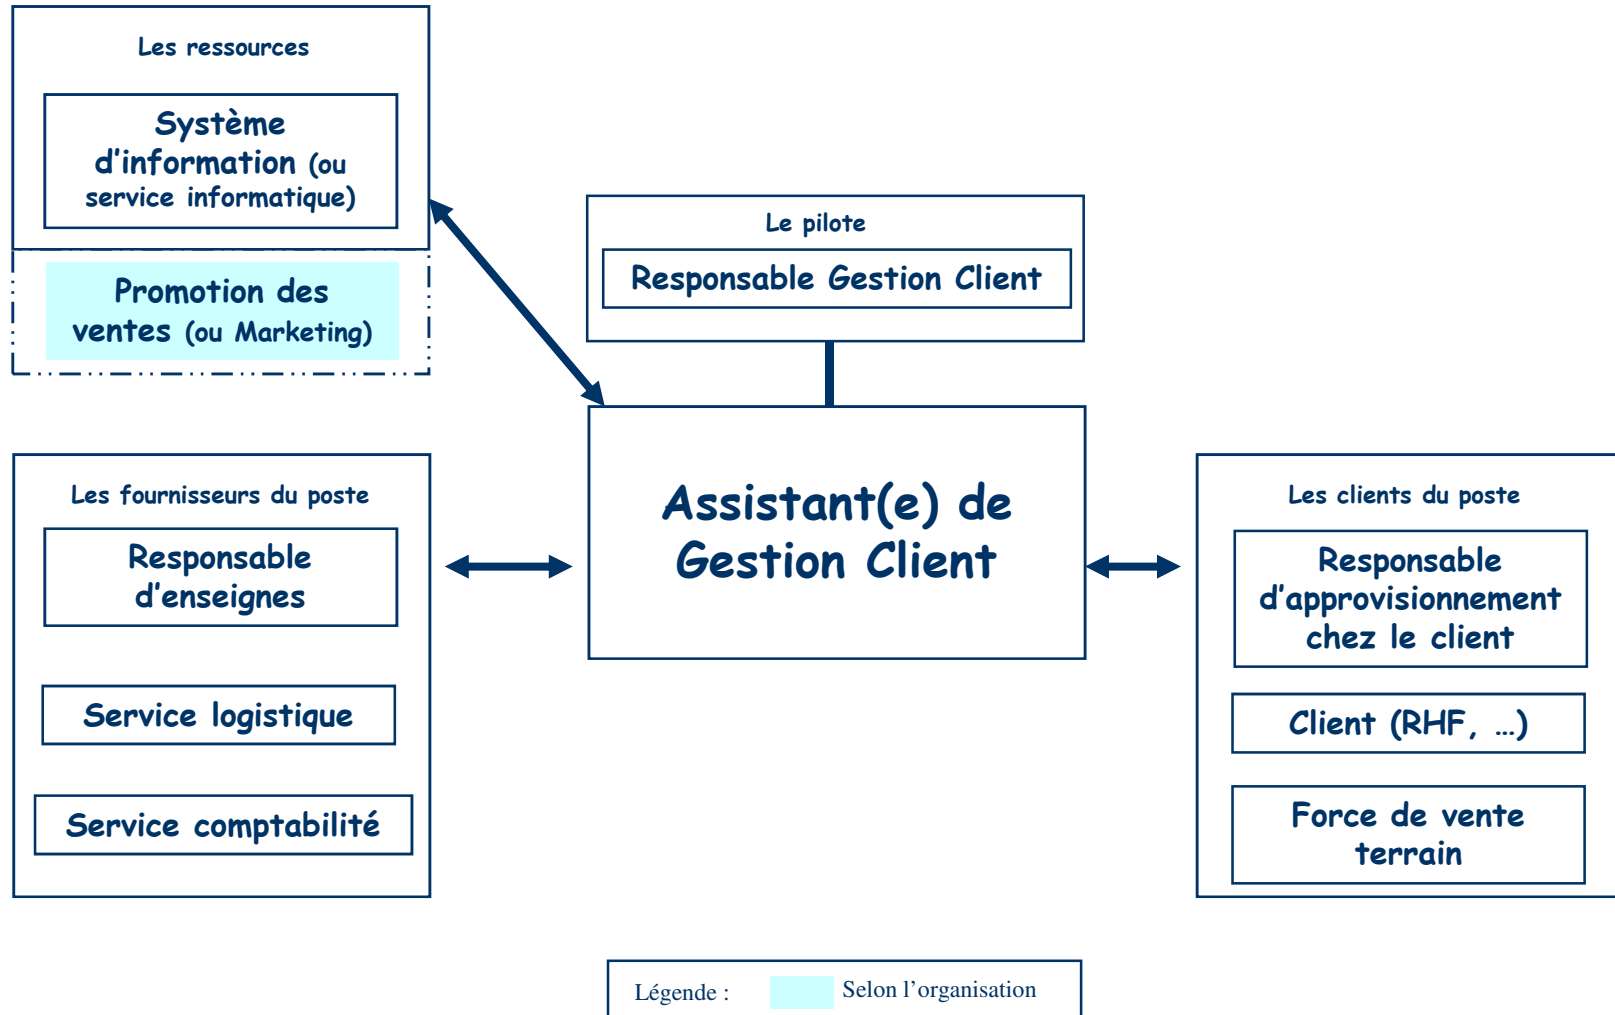 Les ressources
Système
d'information (ou
service informatique)
Promotion des
ventes (ou Marketing)
Le pilote
Responsable Gestion Client
Assistant(e) de
Gestion Client
Les fournisseurs du poste
Responsable
d'enseignes
Service logistique
Service comptabilité
Les clients du poste
Responsable
d'approvisionnement
chez le client
Client (RHF, …)
Force de vente
terrain
Légende : Selon l'organisation